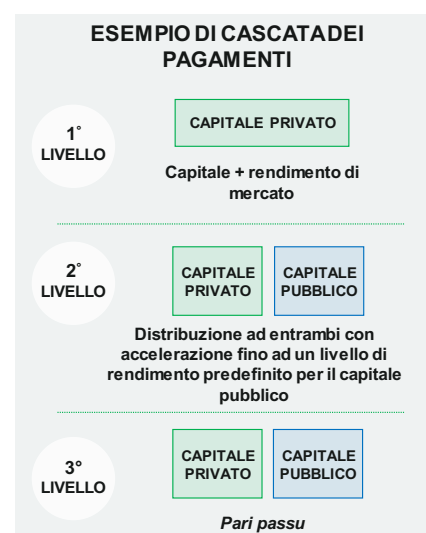 ESEMPIO DI CASCATA DEI
PAGAMENTI
1°
LIVELLO
CAPITALE PRIVATO
Capitale + rendimento di
mercato
2°
LIVELLO
CAPITALE
PRIVATO
CAPITALE
PUBBLICO
Distribuzione ad entrambi con
accelerazione fino ad un livello di
rendimento predefinito per il capitale
pubblico
3°
LIVELLO
CAPITALE
PRIVATO
CAPITALE
PUBBLICO
Pari passu